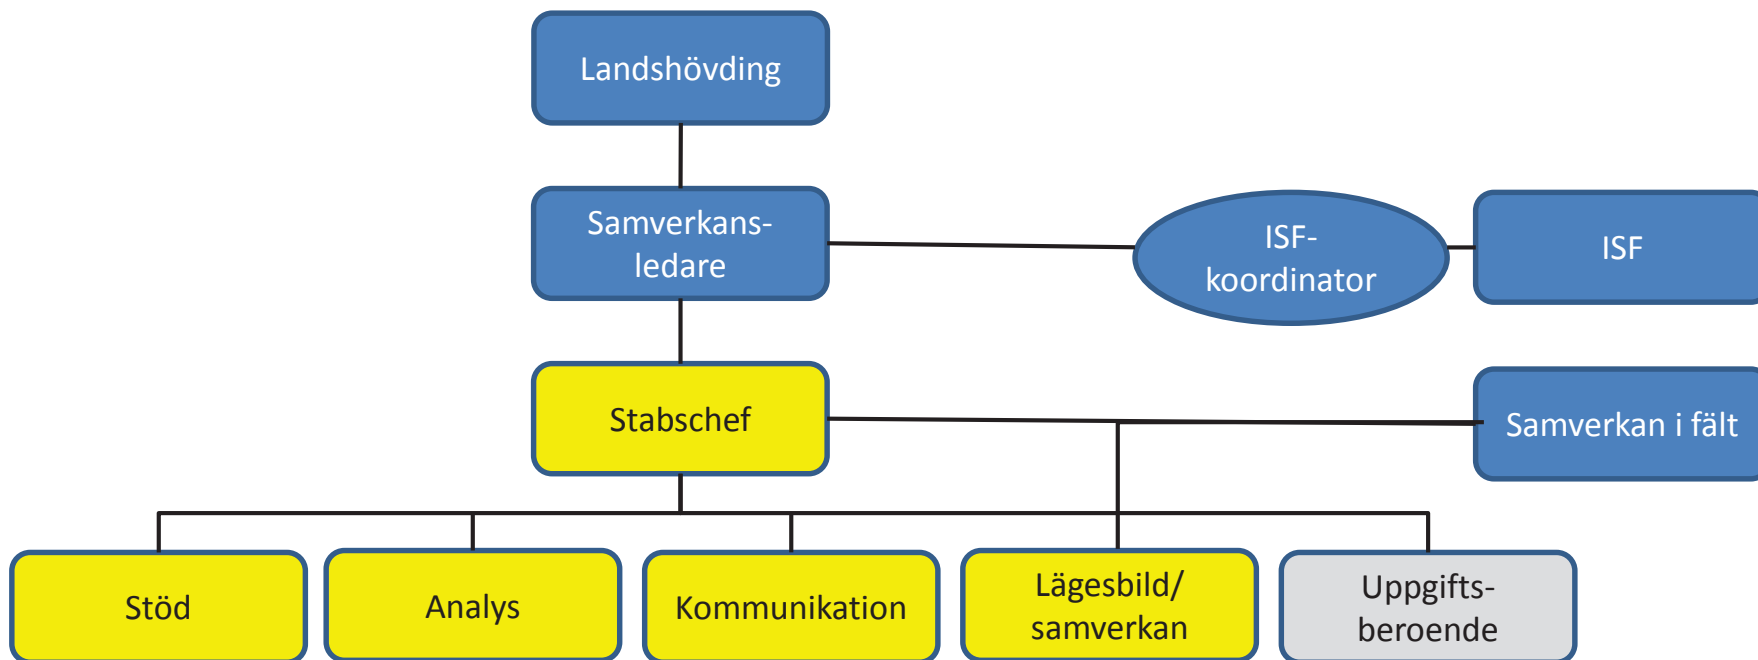 Landshövding
Samverkans-
ledare
ISF-
koordinator
ISF
Stabschef
Samverkan i fält
Stöd
Analys
Kommunikation
Lägesbild/
samverkan
Uppgifts-
beroende